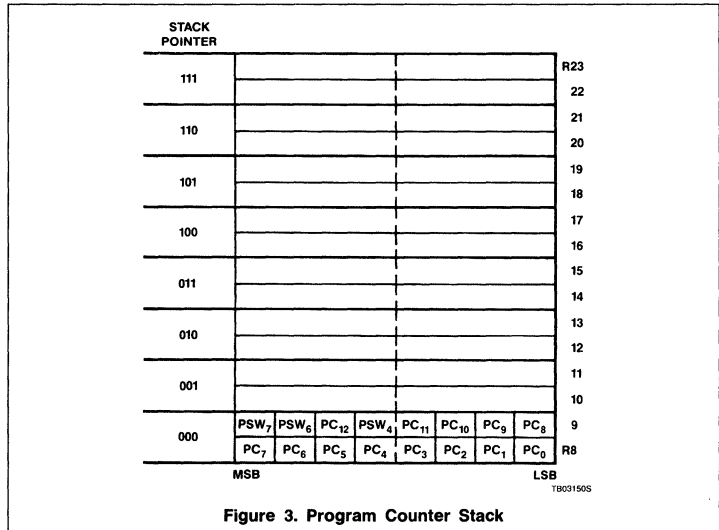 STACK
POINTER
111
R23
22
110
21
20
101
19
18
100
17
16
011
15
14
010
13
12
001
11
10
000
PSW₇ PSW₆ PC₁₂ PSW₄ PC₁₁ PC₁₀ PC₉ PC₈ 9
PC₇ PC₆ PC₅ PC₄ PC₃ PC₂ PC₁ PC₀ R8
MSB LSB
TB03150S
Figure 3. Program Counter Stack